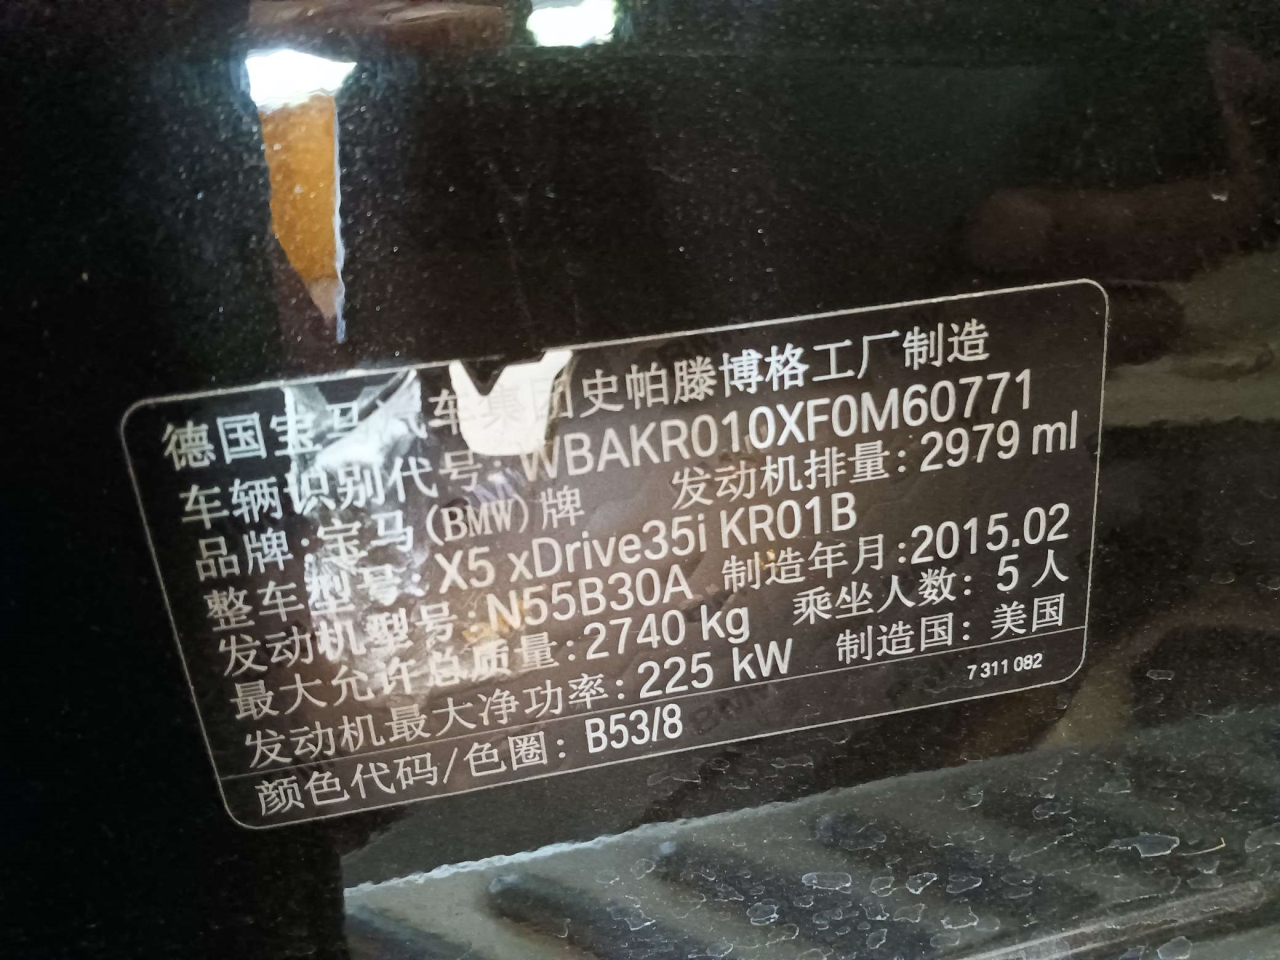 德国宝马汽车集团史帕滕博格工厂制造
车辆识别代号: WBAKR010XF0M60771
品牌:宝马(BMW)牌 发动机排量: 2979 ml
整车型号: X5 xDrive35i KR01B
发动机型号: N55B30A 制造年月:2015.02
最大允许总质量:2740 kg 乘坐人数: 5 人
发动机最大净功率: 225 kW 制造国: 美国
7 311 082
颜色代码/色圈: B53/8